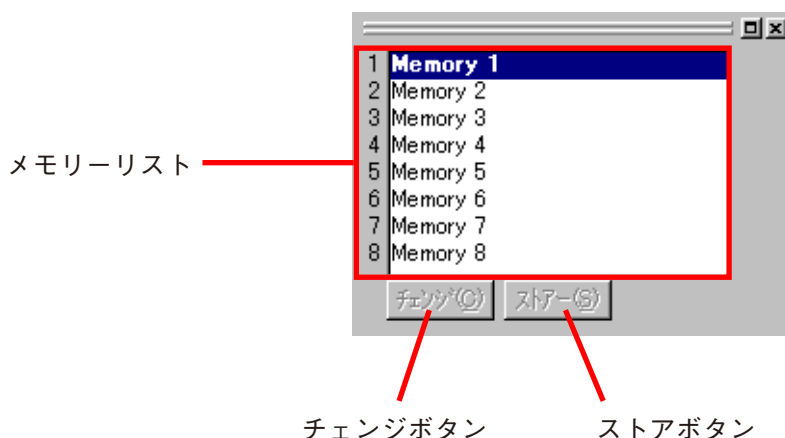 1 Memory 1
2 Memory 2
3 Memory 3
4 Memory 4
メモリーリスト
5 Memory 5
6 Memory 6
7 Memory 7
8 Memory 8
ﾁｪﾝｼﾞ(C) ｽﾄｱｰ(S)
チェンジボタン ストアボタン